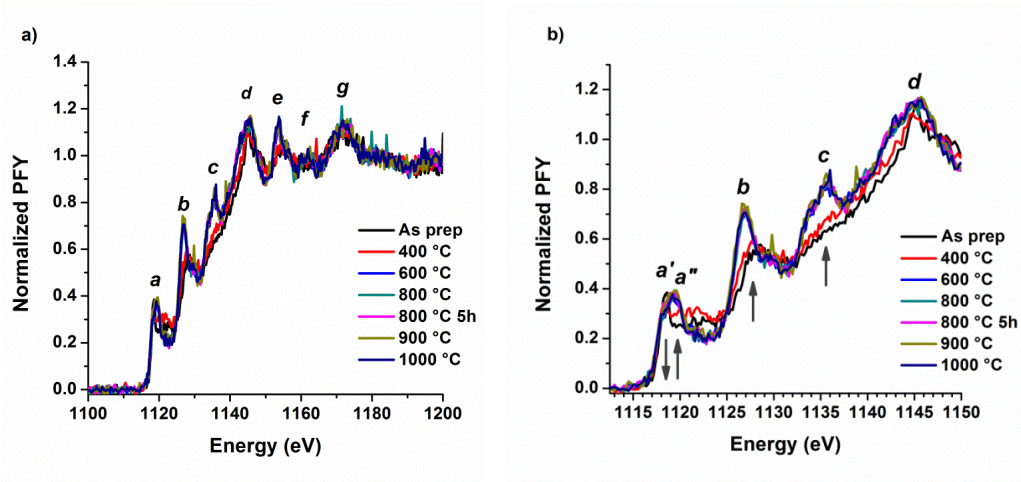 a)
1.4
1.2
1.0
0.8
0.6
0.4
0.2
0.0
Normalized PFY
a
b
c
d
e
f
g
As prep
400 °C
600 °C
800 °C
800 °C 5h
900 °C
1000 °C
1100 1120 1140 1160 1180 1200
Energy (eV)
b)
1.2
1.0
0.8
0.6
0.4
0.2
0.0
Normalized PFY
a' a"
b
c
d
As prep
400 °C
600 °C
800 °C
800 °C 5h
900 °C
1000 °C
1115 1120 1125 1130 1135 1140 1145 1150
Energy (eV)